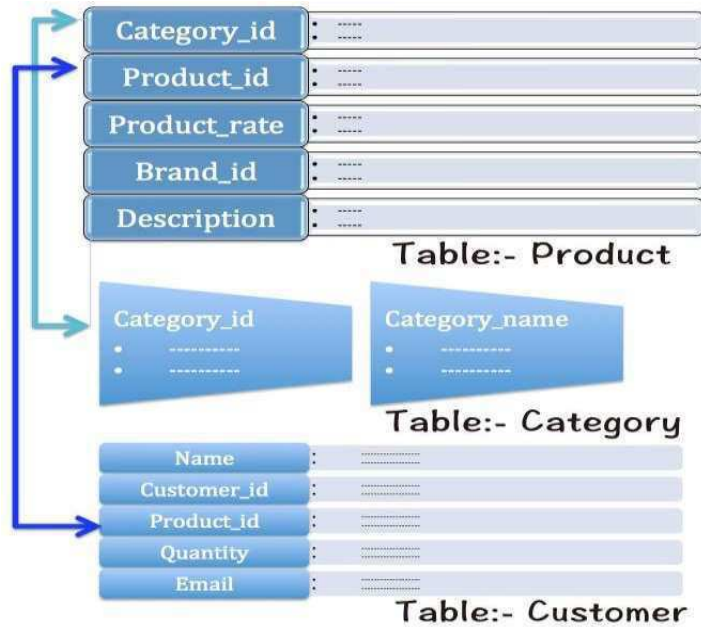 Category_id
• -----
• -----
Product_id
• -----
• -----
Product_rate
• -----
• -----
Brand_id
• -----
• -----
Description
• -----
• -----
Table:- Product
Category_id
• ----------
• ----------
Category_name
• ----------
• ----------
Table:- Category
Name
Customer_id
Product_id
Quantity
Email
Table:- Customer